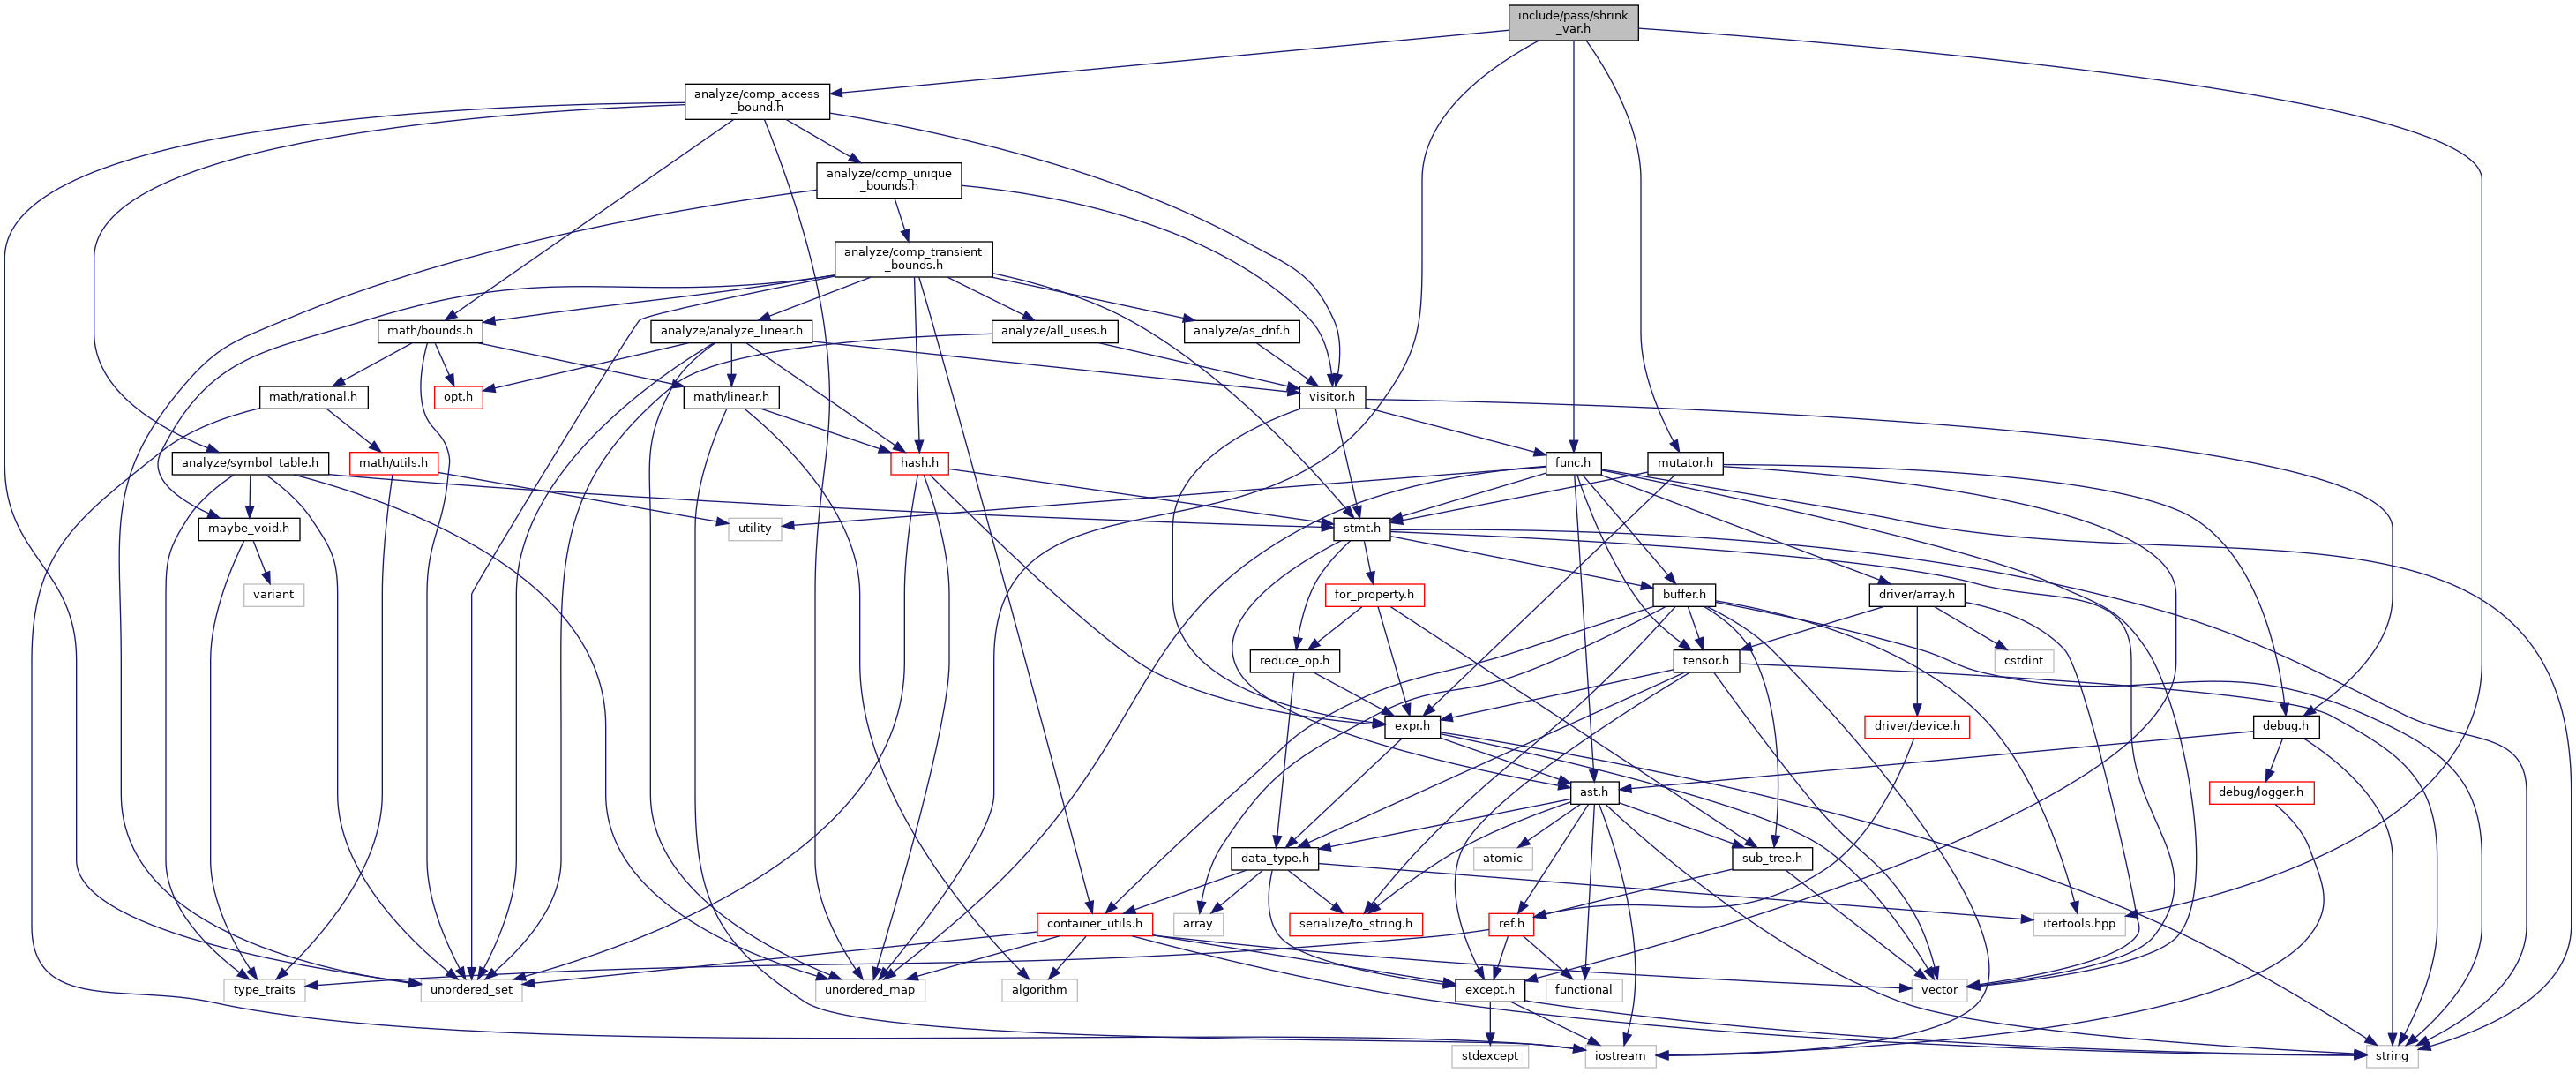 include/pass/shrink
_var.h
analyze/comp_access
_bound.h
analyze/comp_unique
_bounds.h
analyze/comp_transient
_bounds.h
math/bounds.h
analyze/analyze_linear.h
analyze/all_uses.h
analyze/as_dnf.h
math/rational.h
opt.h
math/linear.h
visitor.h
analyze/symbol_table.h
math/utils.h
hash.h
func.h
mutator.h
maybe_void.h
utility
stmt.h
variant
for_property.h
buffer.h
driver/array.h
reduce_op.h
tensor.h
cstdint
expr.h
driver/device.h
debug.h
ast.h
debug/logger.h
data_type.h
atomic
sub_tree.h
container_utils.h
array
serialize/to_string.h
ref.h
itertools.hpp
type_traits
unordered_set
unordered_map
algorithm
except.h
functional
vector
stdexcept
iostream
string